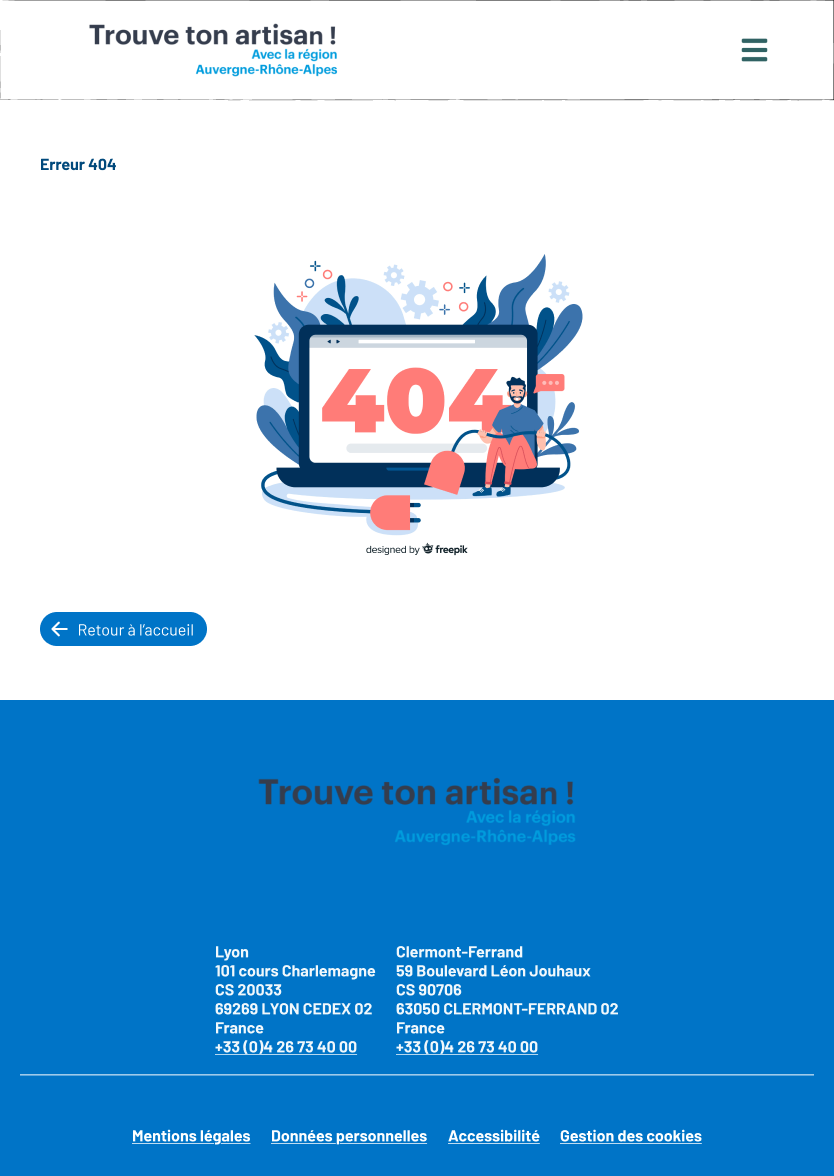 Trouve ton artisan !
Avec la région
Auvergne-Rhône-Alpes
Erreur 404
404
designed by freepik
Retour à l’accueil
Trouve ton artisan !
Avec la région
Auvergne-Rhône-Alpes
Lyon
101 cours Charlemagne
CS 20033
69269 LYON CEDEX 02
France
+33 (0)4 26 73 40 00
Clermont-Ferrand
59 Boulevard Léon Jouhaux
CS 90706
63050 CLERMONT-FERRAND 02
France
+33 (0)4 26 73 40 00
Mentions légales Données personnelles Accessibilité Gestion des cookies